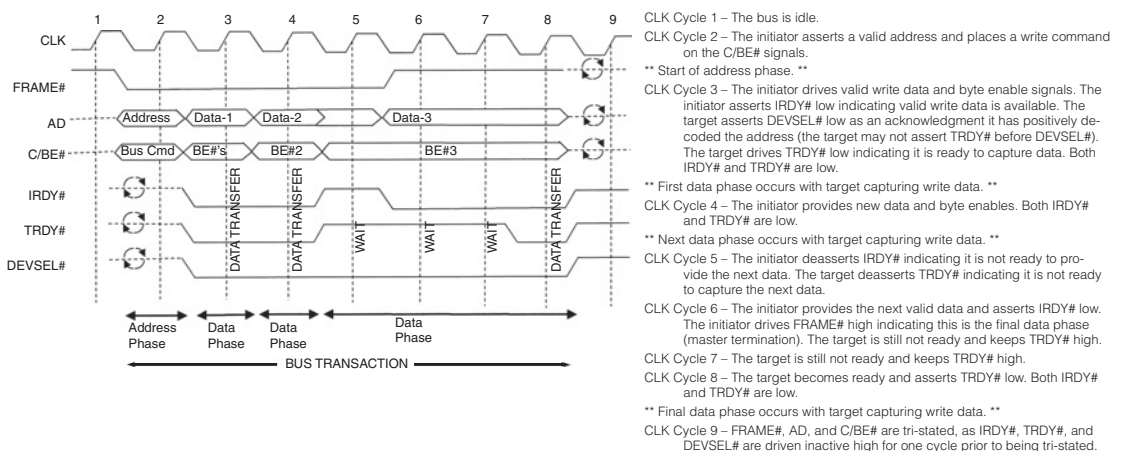 1 2 3 4 5 6 7 8 9
CLK
FRAME#
AD
Address Data-1 Data-2 Data-3
C/BE#
Bus Cmd BE#'s BE#2 BE#3
IRDY#
TRDY#
DEVSEL#
DATA TRANSFER
DATA TRANSFER
WAIT
WAIT
WAIT
DATA TRANSFER
Address
Phase
Data
Phase
Data
Phase
Data
Phase
BUS TRANSACTION
CLK Cycle 1 – The bus is idle.
CLK Cycle 2 – The initiator asserts a valid address and places a write command
on the C/BE# signals.
** Start of address phase. **
CLK Cycle 3 – The initiator drives valid write data and byte enable signals. The
initiator asserts IRDY# low indicating valid write data is available. The
target asserts DEVSEL# low as an acknowledgment it has positively de-
coded the address (the target may not assert TRDY# before DEVSEL#).
The target drives TRDY# low indicating it is ready to capture data. Both
IRDY# and TRDY# are low.
** First data phase occurs with target capturing write data. **
CLK Cycle 4 – The initiator provides new data and byte enables. Both IRDY#
and TRDY# are low.
** Next data phase occurs with target capturing write data. **
CLK Cycle 5 – The initiator deasserts IRDY# indicating it is not ready to pro-
vide the next data. The target deasserts TRDY# indicating it is not ready
to capture the next data.
CLK Cycle 6 – The initiator provides the next valid data and asserts IRDY# low.
The initiator drives FRAME# high indicating this is the final data phase
(master termination). The target is still not ready and keeps TRDY# high.
CLK Cycle 7 – The target is still not ready and keeps TRDY# high.
CLK Cycle 8 – The target becomes ready and asserts TRDY# low. Both IRDY#
and TRDY# are low.
** Final data phase occurs with target capturing write data. **
CLK Cycle 9 – FRAME#, AD, and C/BE# are tri-stated, as IRDY#, TRDY#, and
DEVSEL# are driven inactive high for one cycle prior to being tri-stated.